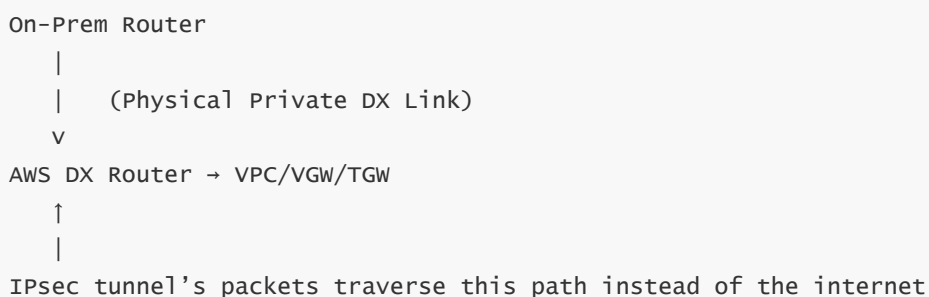 On-Prem Router
|
|    (Physical Private DX Link)
v
AWS DX Router → VPC/VGW/TGW
↑
|
IPsec tunnel’s packets traverse this path instead of the internet